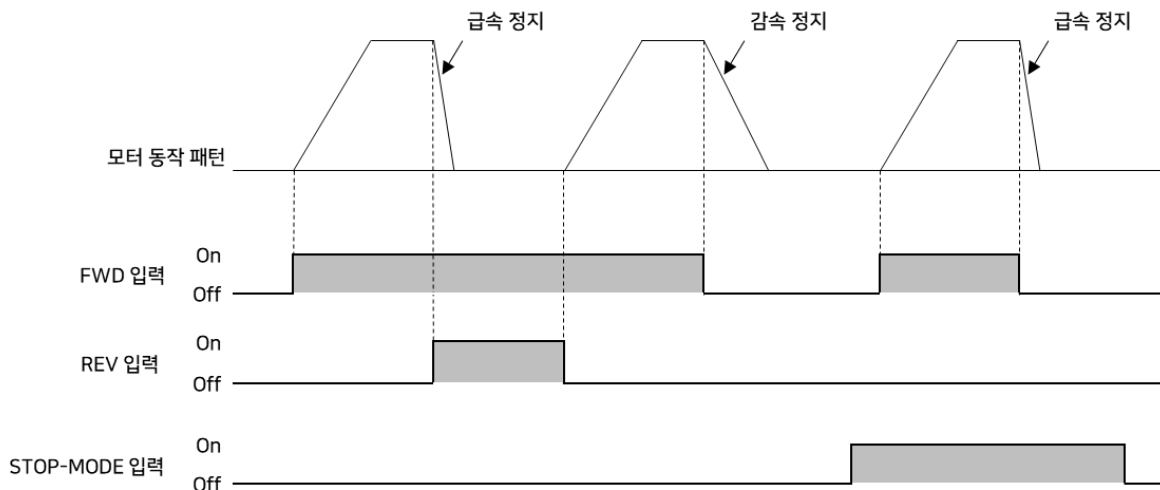 급속 정지
감속 정지
급속 정지
모터 동작 패턴
On
FWD 입력
Off
On
REV 입력
Off
On
STOP-MODE 입력
Off